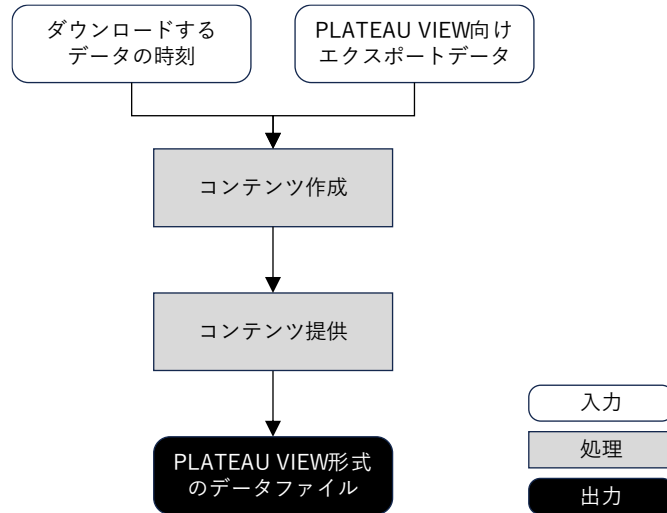 ダウンロードする
データの時刻
PLATEAU VIEW向け
エクスポートデータ
コンテンツ作成
コンテンツ提供
PLATEAU VIEW形式
のデータファイル
入力
処理
出力